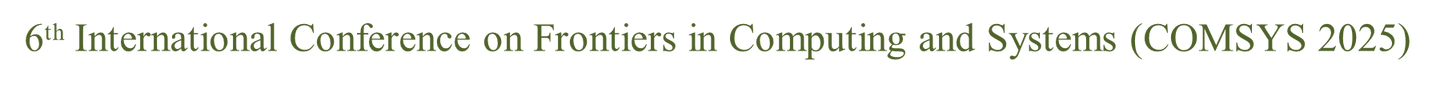 6th International Conference on Frontiers in Computing and Systems (COMSYS 2025)